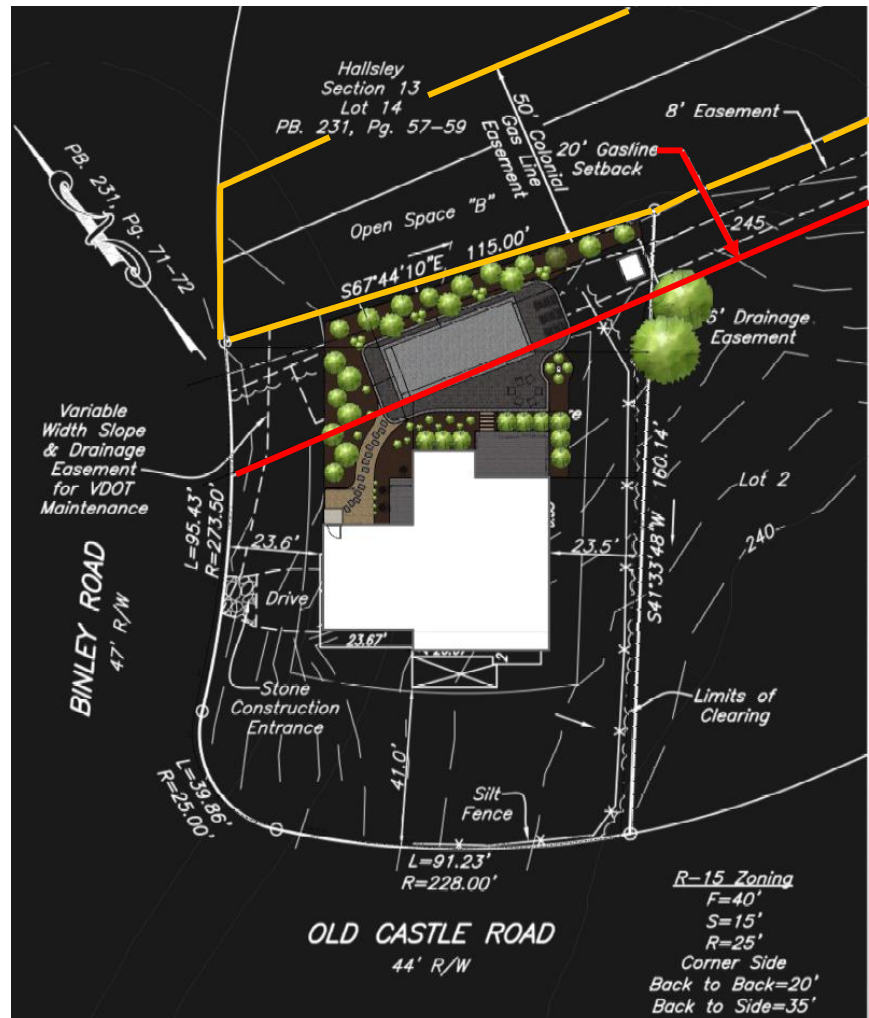 Hallsley
Section 13
Lot 14
PB. 231, Pg. 57-59
50' Colonial
Gas Line
Easement
8' Easement
20' Gasline
Setback
PB. 231, Pg. 71-72
Open Space "B"
S67°44'10"E 115.00'
245
6' Drainage
Easement
Variable
Width Slope
& Drainage
Easement
for VDOT
Maintenance
L=95.43'
R=273.50'
S41°33'48"W 160.14'
Lot 2
240
23.6'
23.5'
Drive
BINLEY ROAD
47' R/W
23.67'
Stone
Construction
Entrance
Limits of
Clearing
41.0'
L=39.86'
R=25.00'
Silt
Fence
L=91.23'
R=228.00'
OLD CASTLE ROAD
44' R/W
R-15 Zoning
F=40'
S=15'
R=25'
Corner Side
Back to Back=20'
Back to Side=35'